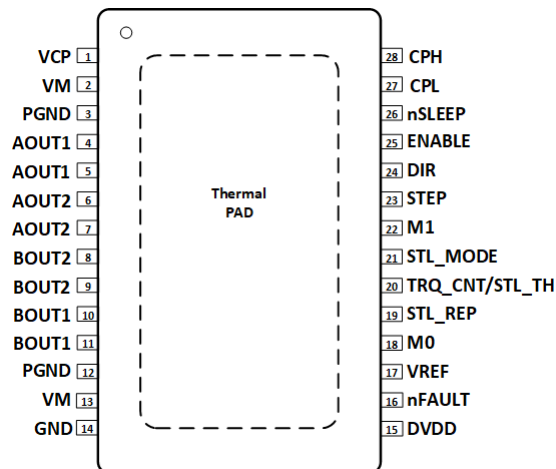 VCP 1
VM 2
PGND 3
AOUT1 4
AOUT1 5
AOUT2 6
AOUT2 7
BOUT2 8
BOUT2 9
BOUT1 10
BOUT1 11
PGND 12
VM 13
GND 14
Thermal
PAD
28 CPH
27 CPL
26 nSLEEP
25 ENABLE
24 DIR
23 STEP
22 M1
21 STL_MODE
20 TRQ_CNT/STL_TH
19 STL_REP
18 M0
17 VREF
16 nFAULT
15 DVDD